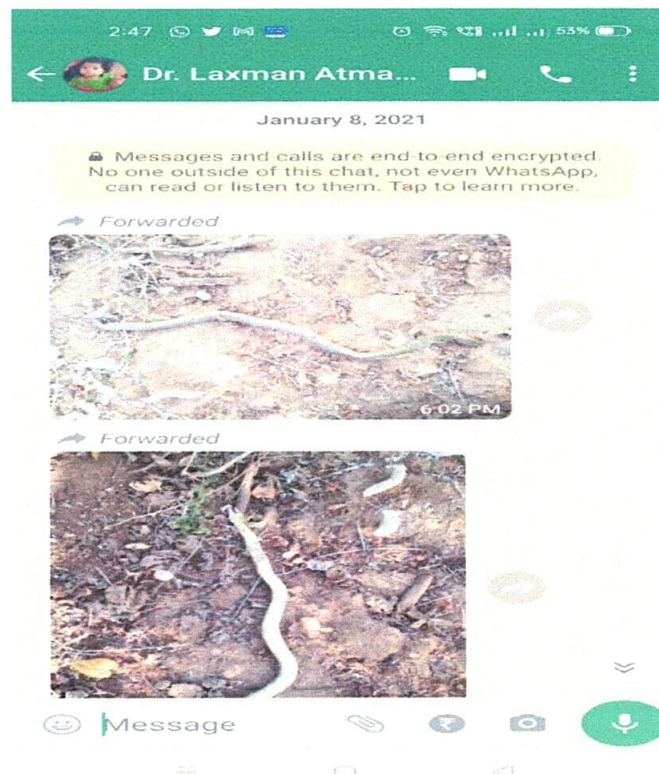 2:47 53%
Dr. Laxman Atma...
January 8, 2021
Messages and calls are end-to-end encrypted.
No one outside of this chat, not even WhatsApp,
can read or listen to them. Tap to learn more.
Forwarded
6:02 PM
Forwarded
Message